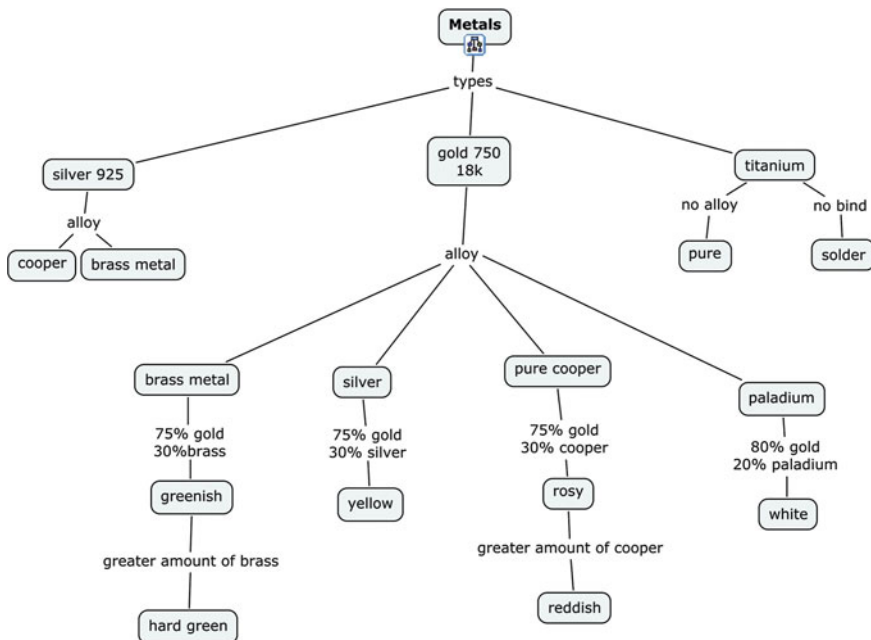 Metals
types
silver 925
gold 750
18k
titanium
alloy
no alloy
no bind
cooper
brass metal
pure
solder
alloy
brass metal
silver
pure cooper
paladium
75% gold
30%brass
75% gold
30% silver
75% gold
30% cooper
80% gold
20% paladium
greenish
yellow
rosy
white
greater amount of brass
greater amount of cooper
hard green
reddish